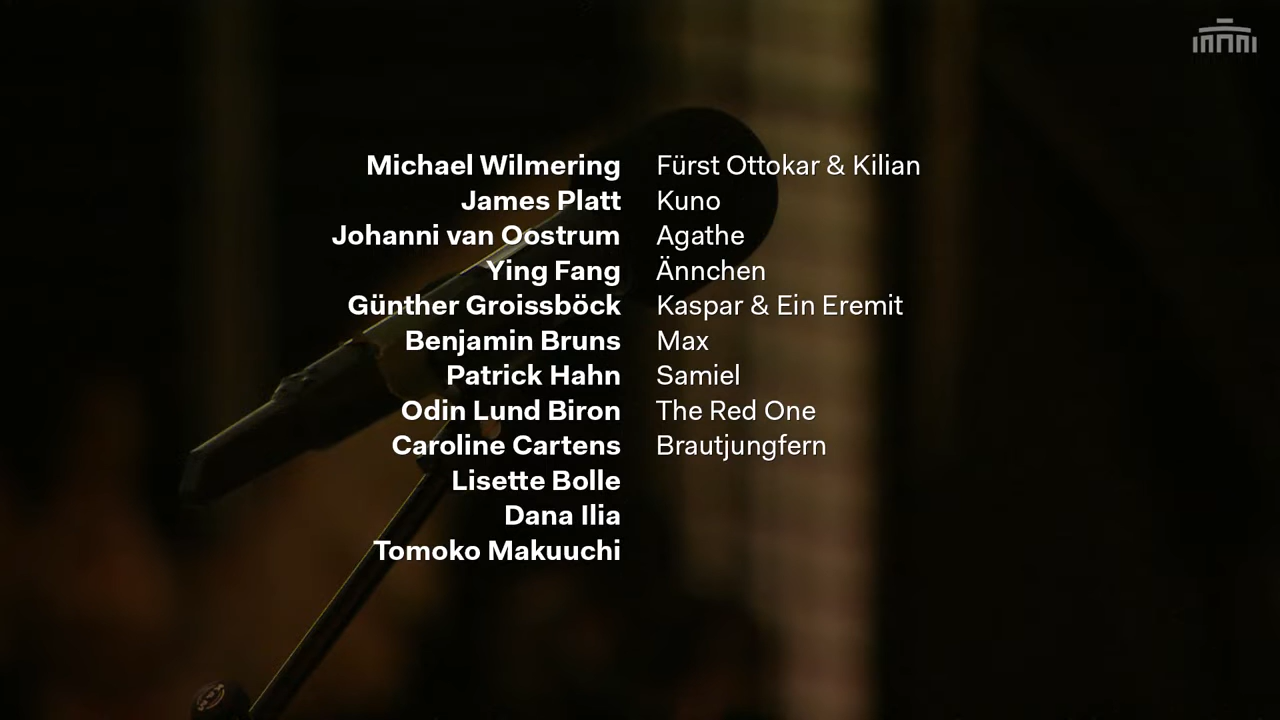 Michael Wilmering Fürst Ottokar & Kilian
James Platt Kuno
Johanni van Oostrum Agathe
Ying Fang Ännchen
Günther Groissböck Kaspar & Ein Eremit
Benjamin Bruns Max
Patrick Hahn Samiel
Odin Lund Biron The Red One
Caroline Cartens Brautjungfern
Lisette Bolle
Dana Ilia
Tomoko Makuuchi